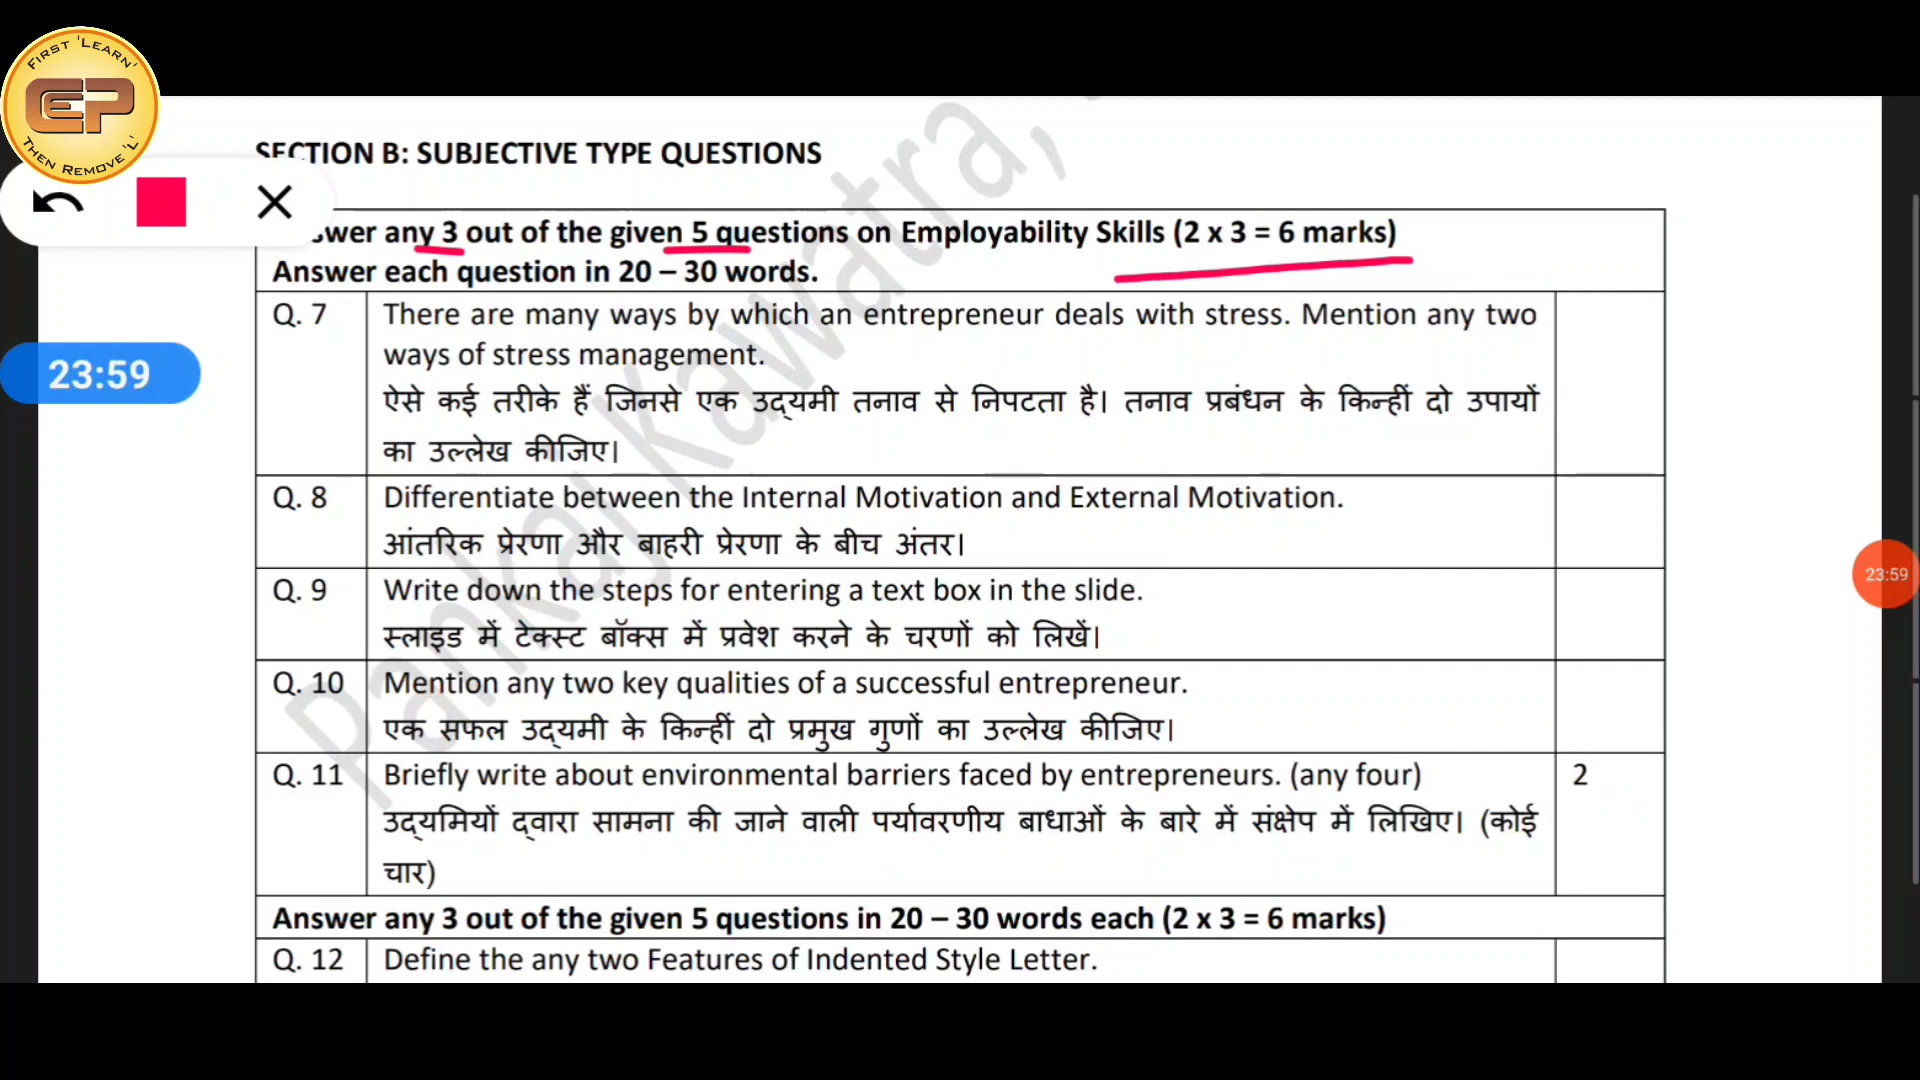 FIRST 'LEARN'
EP
THEN REMOVE 'L'
SECTION B: SUBJECTIVE TYPE QUESTIONS
swer any 3 out of the given 5 questions on Employability Skills (2 x 3 = 6 marks)
Answer each question in 20 – 30 words.
Q. 7 There are many ways by which an entrepreneur deals with stress. Mention any two
ways of stress management.
ऐसे कई तरीके हैं जिनसे एक उद्यमी तनाव से निपटता है। तनाव प्रबंधन के किन्हीं दो उपायों
का उल्लेख कीजिए।
23:59
Q. 8 Differentiate between the Internal Motivation and External Motivation.
आंतरिक प्रेरणा और बाहरी प्रेरणा के बीच अंतर।
23:59
Q. 9 Write down the steps for entering a text box in the slide.
स्लाइड में टेक्स्ट बॉक्स में प्रवेश करने के चरणों को लिखें।
Q. 10 Mention any two key qualities of a successful entrepreneur.
एक सफल उद्यमी के किन्हीं दो प्रमुख गुणों का उल्लेख कीजिए।
Q. 11 Briefly write about environmental barriers faced by entrepreneurs. (any four) 2
उद्यमियों द्वारा सामना की जाने वाली पर्यावरणीय बाधाओं के बारे में संक्षेप में लिखिए। (कोई
चार)
Answer any 3 out of the given 5 questions in 20 – 30 words each (2 x 3 = 6 marks)
Q. 12 Define the any two Features of Indented Style Letter.
Pankaj Kawatra,